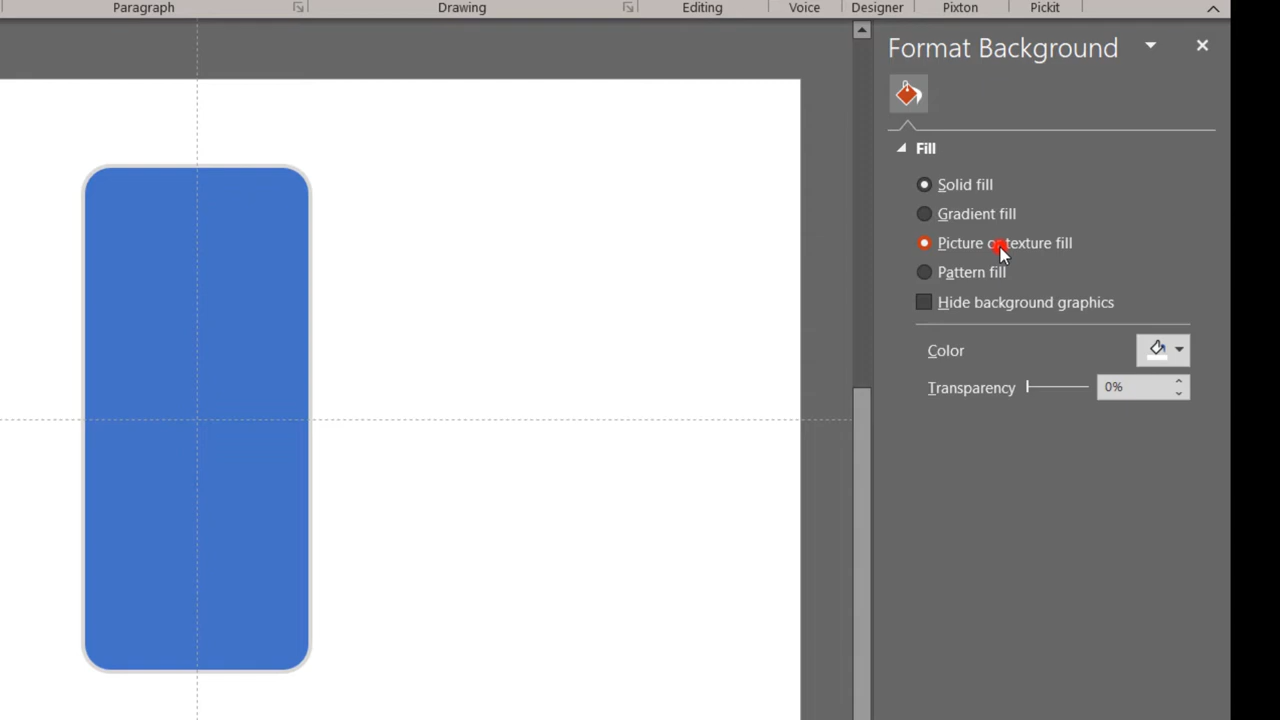 Paragraph Drawing Editing Voice Designer Pixton Pickit
Format Background
Fill
Solid fill
Gradient fill
Picture or texture fill
Pattern fill
Hide background graphics
Color
Transparency 0%